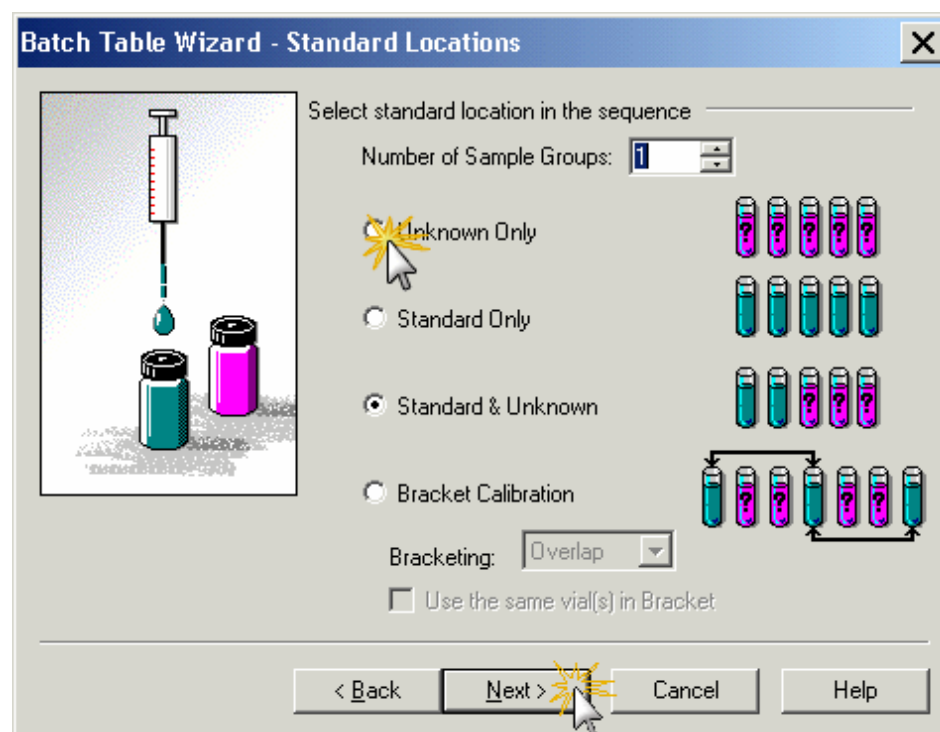 Batch Table Wizard - Standard Locations
Select standard location in the sequence
Number of Sample Groups: 1
Unknown Only
? ? ? ? ?
Standard Only
Standard & Unknown
? ? ?
Bracket Calibration
? ? ? ?
Bracketing: Overlap
Use the same vial(s) in Bracket
< Back Next > Cancel Help